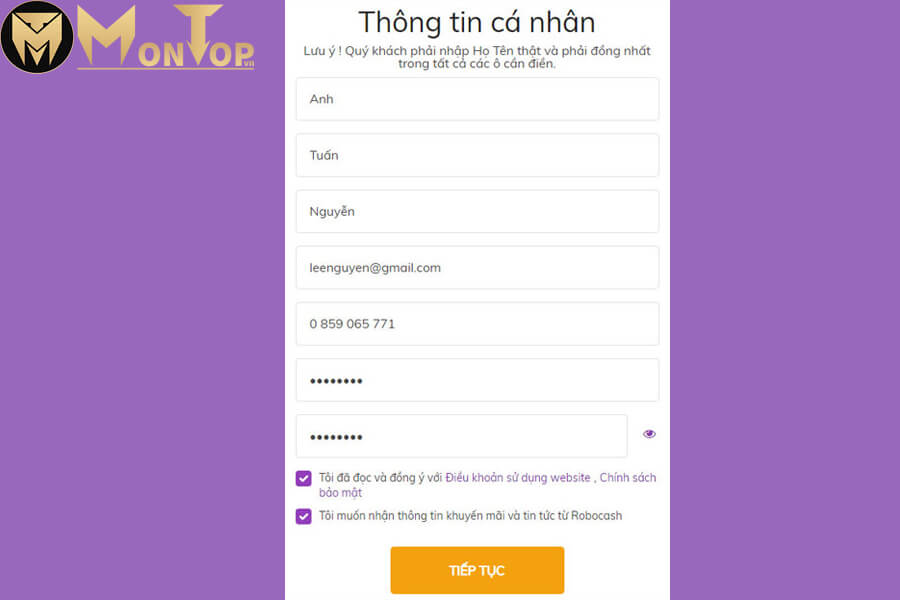 MONTOP.vn
Thông tin cá nhân
Lưu ý ! Quý khách phải nhập Họ Tên thật và phải đồng nhất
trong tất cả các ô cần điền.
Anh
Tuấn
Nguyễn
leenguyen@gmail.com
0 859 065 771
••••••••
••••••••
Tôi đã đọc và đồng ý với Điều khoản sử dụng website , Chính sách
bảo mật
Tôi muốn nhận thông tin khuyến mãi và tin tức từ Robocash
TIẾP TỤC